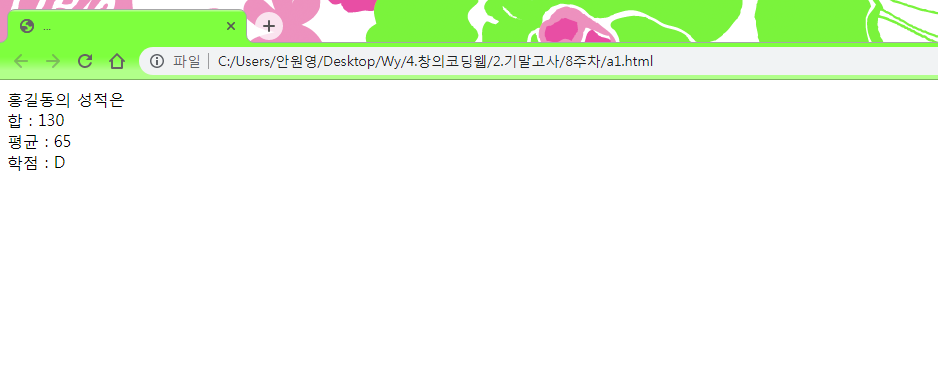 ...
파일 C:/Users/안원영/Desktop/Wy/4.창의코딩웹/2.기말고사/8주차/a1.html
홍길동의 성적은
합 : 130
평균 : 65
학점 : D